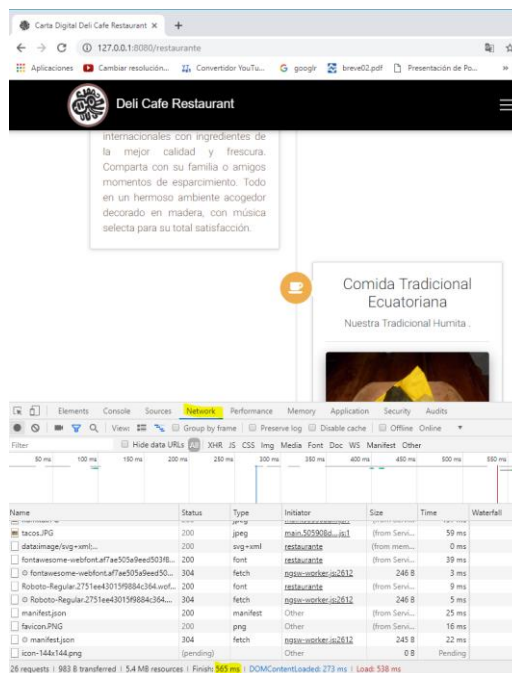 Carta Digital Deli Cafe Restaurant
127.0.0.1:8080/restaurante
Aplicaciones Cambiar resolución... Convertidor YouTu... googlr breve02.pdf Presentación de Po... »
Deli Cafe Restaurant
internacionales con ingredientes de
la mejor calidad y frescura.
Comparta con su familia o amigos
momentos de esparcimiento. Todo
en un hermoso ambiente acogedor
decorado en madera, con música
selecta para su total satisfacción.
Comida Tradicional
Ecuatoriana
Nuestra Tradicional Humita .
Elements Console Sources Network Performance Memory Application Security Audits
View: Group by frame Preserve log Disable cache Offline Online
Filter Hide data URLs All XHR JS CSS Img Media Font Doc WS Manifest Other
50 ms 100 ms 150 ms 200 ms 250 ms 300 ms 350 ms 400 ms 450 ms 500 ms 550 ms
Name Status Type Initiator Size Time Waterfall
tacos.JPG 200 jpeg main.505908d...js:1 (from Servi... 59 ms
data:image/svg+xml;... 200 svg+xml restaurante (from mem... 0 ms
fontawesome-webfont.af7ae505a9eed503f8... 200 font restaurante (from Servi... 39 ms
fontawesome-webfont.af7ae505a9eed50... 304 fetch ngsw-worker.js:2612 246 B 3 ms
Roboto-Regular.2751ee43015f9884c364.wof... 200 font restaurante (from Servi... 9 ms
Roboto-Regular.2751ee43015f9884c364.... 304 fetch ngsw-worker.js:2612 246 B 5 ms
manifest.json 200 manifest Other (from Servi... 25 ms
favicon.PNG 200 png Other (from Servi... 16 ms
manifest.json 304 fetch ngsw-worker.js:2612 245 B 22 ms
icon-144x144.png (pending) Other 0 B Pending
26 requests | 983 B transferred | 5.4 MB resources | Finish: 565 ms | DOMContentLoaded: 273 ms | Load: 538 ms